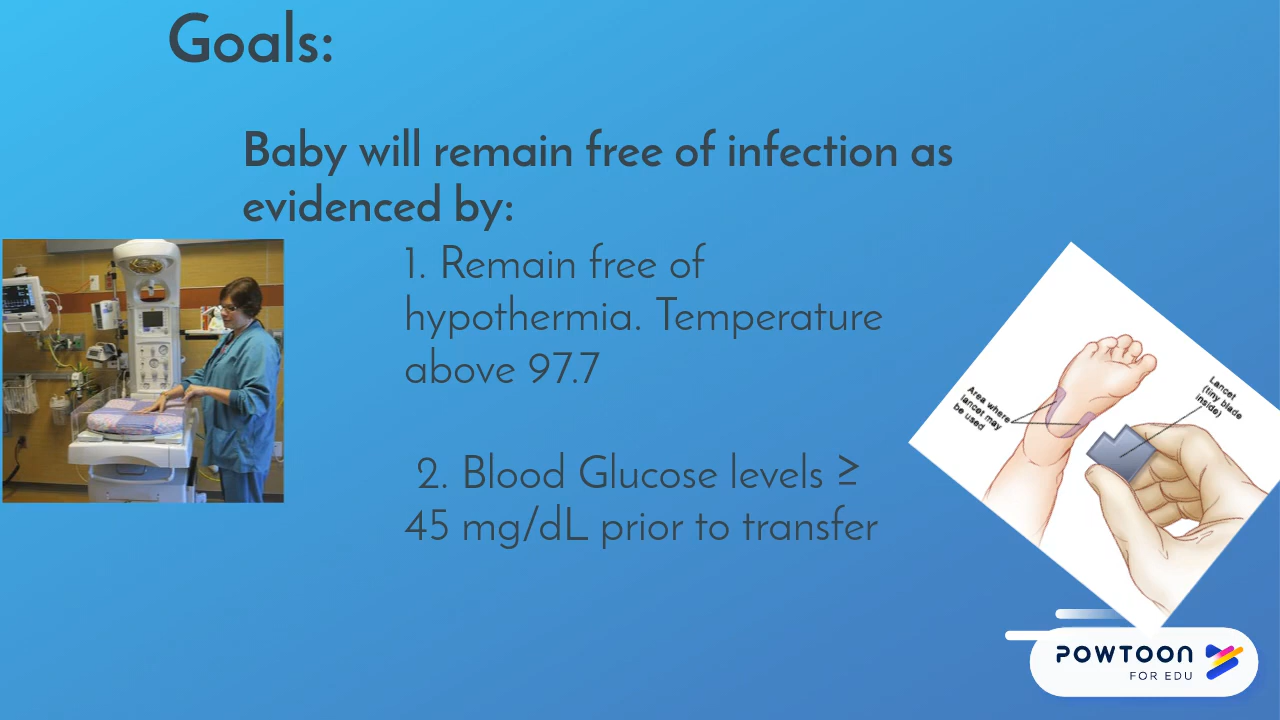 Goals:
Baby will remain free of infection as
evidenced by:
1. Remain free of
hypothermia. Temperature
above 97.7
2. Blood Glucose levels ≥
45 mg/dL prior to transfer
Area where
lancet may
be used
Lancet
(tiny blade
inside)
POWTOON
FOR EDU